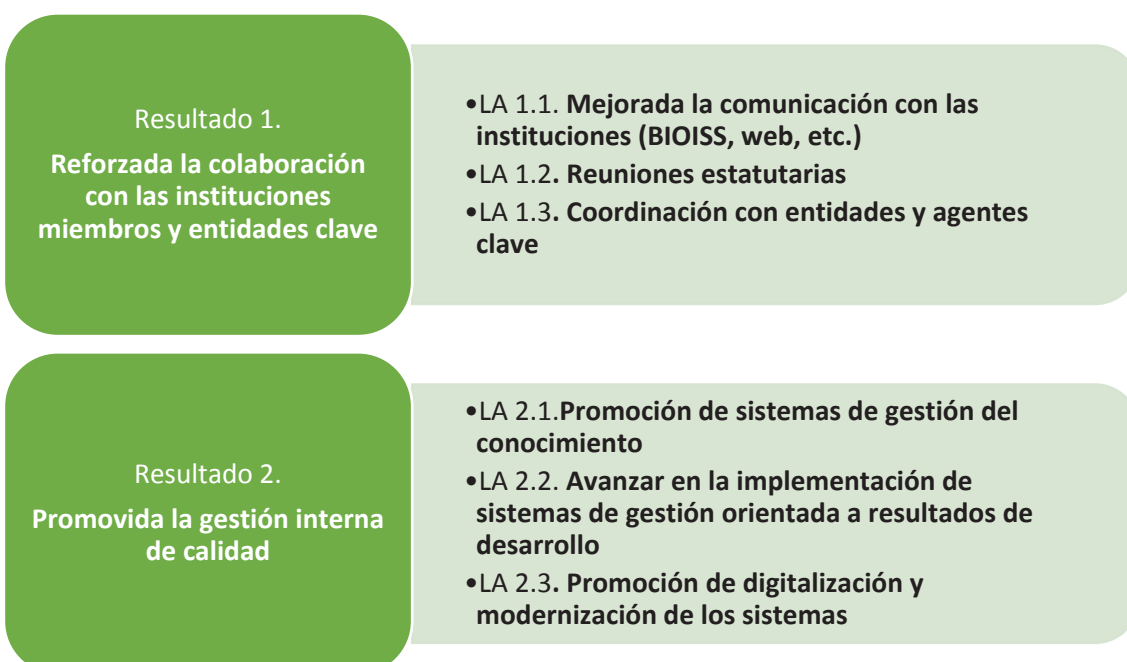 Resultado 1.
Reforzada la colaboración
con las instituciones
miembros y entidades clave
•LA 1.1. Mejorada la comunicación con las
instituciones (BIOISS, web, etc.)
•LA 1.2. Reuniones estatutarias
•LA 1.3. Coordinación con entidades y agentes
clave
Resultado 2.
Promovida la gestión interna
de calidad
•LA 2.1.Promoción de sistemas de gestión del
conocimiento
•LA 2.2. Avanzar en la implementación de
sistemas de gestión orientada a resultados de
desarrollo
•LA 2.3. Promoción de digitalización y
modernización de los sistemas